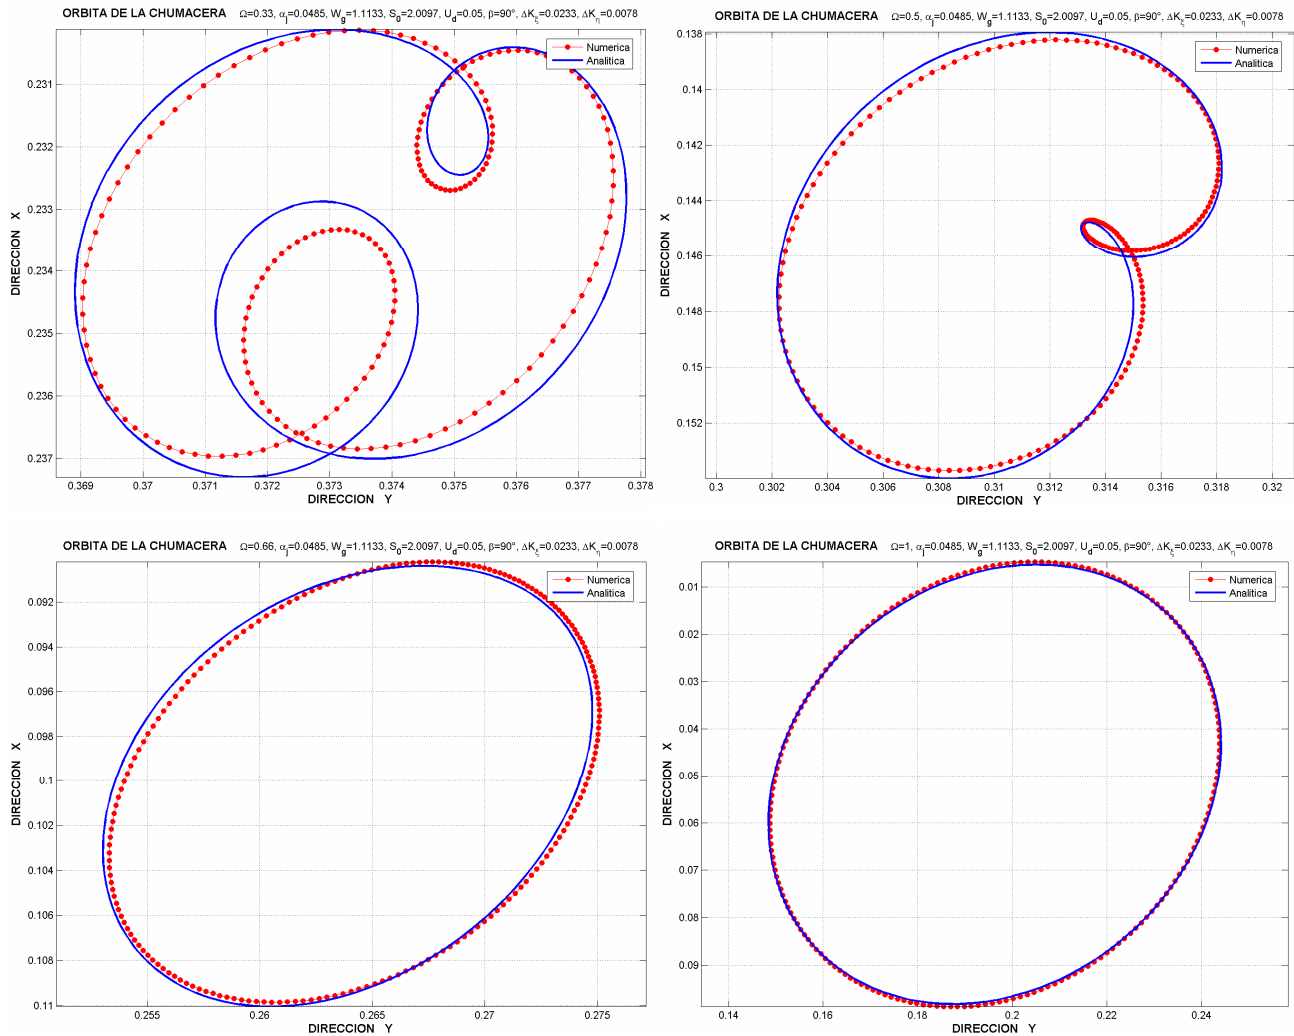 ORBITA DE LA CHUMACERA Ω=0.33, αj=0.0485, Wg=1.1133, S0=2.0097, Ud=0.05, β=90°, ΔKξ=0.0233, ΔKη=0.0078
Numerica
Analitica
0.231
0.232
0.233
0.234
0.235
0.236
0.237
DIRECCION X
0.369 0.37 0.371 0.372 0.373 0.374 0.375 0.376 0.377 0.378
DIRECCION Y
ORBITA DE LA CHUMACERA Ω=0.5, αj=0.0485, Wg=1.1133, S0=2.0097, Ud=0.05, β=90°, ΔKξ=0.0233, ΔKη=0.0078
Numerica
Analitica
0.138
0.14
0.142
0.144
0.146
0.148
0.15
0.152
DIRECCION X
0.3 0.302 0.304 0.306 0.308 0.31 0.312 0.314 0.316 0.318 0.32
DIRECCION Y
ORBITA DE LA CHUMACERA Ω=0.66, αj=0.0485, Wg=1.1133, S0=2.0097, Ud=0.05, β=90°, ΔKξ=0.0233, ΔKη=0.0078
Numerica
Analitica
0.092
0.094
0.096
0.098
0.1
0.102
0.104
0.106
0.108
0.11
DIRECCION X
0.255 0.26 0.265 0.27 0.275
DIRECCION Y
ORBITA DE LA CHUMACERA Ω=1, αj=0.0485, Wg=1.1133, S0=2.0097, Ud=0.05, β=90°, ΔKξ=0.0233, ΔKη=0.0078
Numerica
Analitica
0.01
0.02
0.03
0.04
0.05
0.06
0.07
0.08
0.09
DIRECCION X
0.14 0.16 0.18 0.2 0.22 0.24
DIRECCION Y